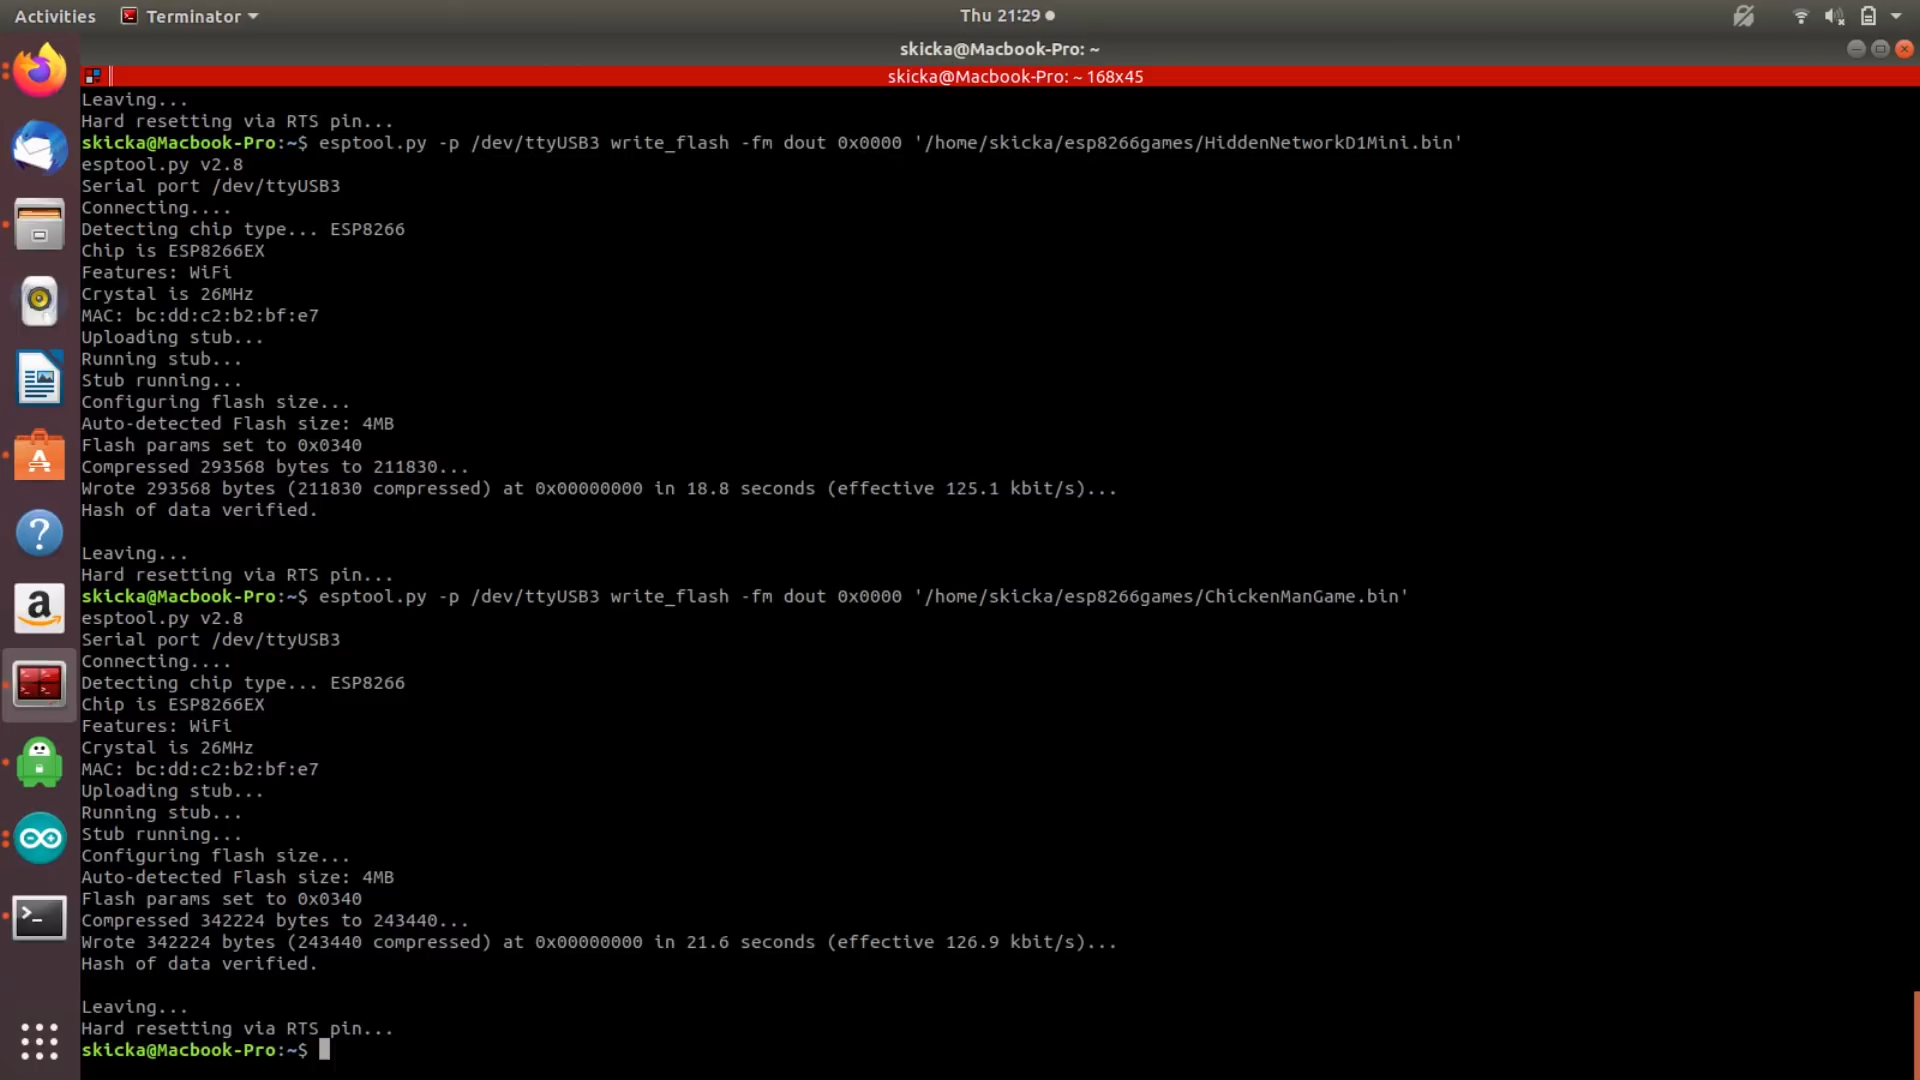 Activities Terminator Thu 21:29
skicka@Macbook-Pro: ~
skicka@Macbook-Pro: ~ 168x45
Leaving...
Hard resetting via RTS pin...
skicka@Macbook-Pro:~$ esptool.py -p /dev/ttyUSB3 write_flash -fm dout 0x0000 '/home/skicka/esp8266games/HiddenNetworkD1Mini.bin'
esptool.py v2.8
Serial port /dev/ttyUSB3
Connecting....
Detecting chip type... ESP8266
Chip is ESP8266EX
Features: WiFi
Crystal is 26MHz
MAC: bc:dd:c2:b2:bf:e7
Uploading stub...
Running stub...
Stub running...
Configuring flash size...
Auto-detected Flash size: 4MB
Flash params set to 0x0340
Compressed 293568 bytes to 211830...
Wrote 293568 bytes (211830 compressed) at 0x00000000 in 18.8 seconds (effective 125.1 kbit/s)...
Hash of data verified.
Leaving...
Hard resetting via RTS pin...
skicka@Macbook-Pro:~$ esptool.py -p /dev/ttyUSB3 write_flash -fm dout 0x0000 '/home/skicka/esp8266games/ChickenManGame.bin'
esptool.py v2.8
Serial port /dev/ttyUSB3
Connecting....
Detecting chip type... ESP8266
Chip is ESP8266EX
Features: WiFi
Crystal is 26MHz
MAC: bc:dd:c2:b2:bf:e7
Uploading stub...
Running stub...
Stub running...
Configuring flash size...
Auto-detected Flash size: 4MB
Flash params set to 0x0340
Compressed 342224 bytes to 243440...
Wrote 342224 bytes (243440 compressed) at 0x00000000 in 21.6 seconds (effective 126.9 kbit/s)...
Hash of data verified.
Leaving...
Hard resetting via RTS pin...
skicka@Macbook-Pro:~$